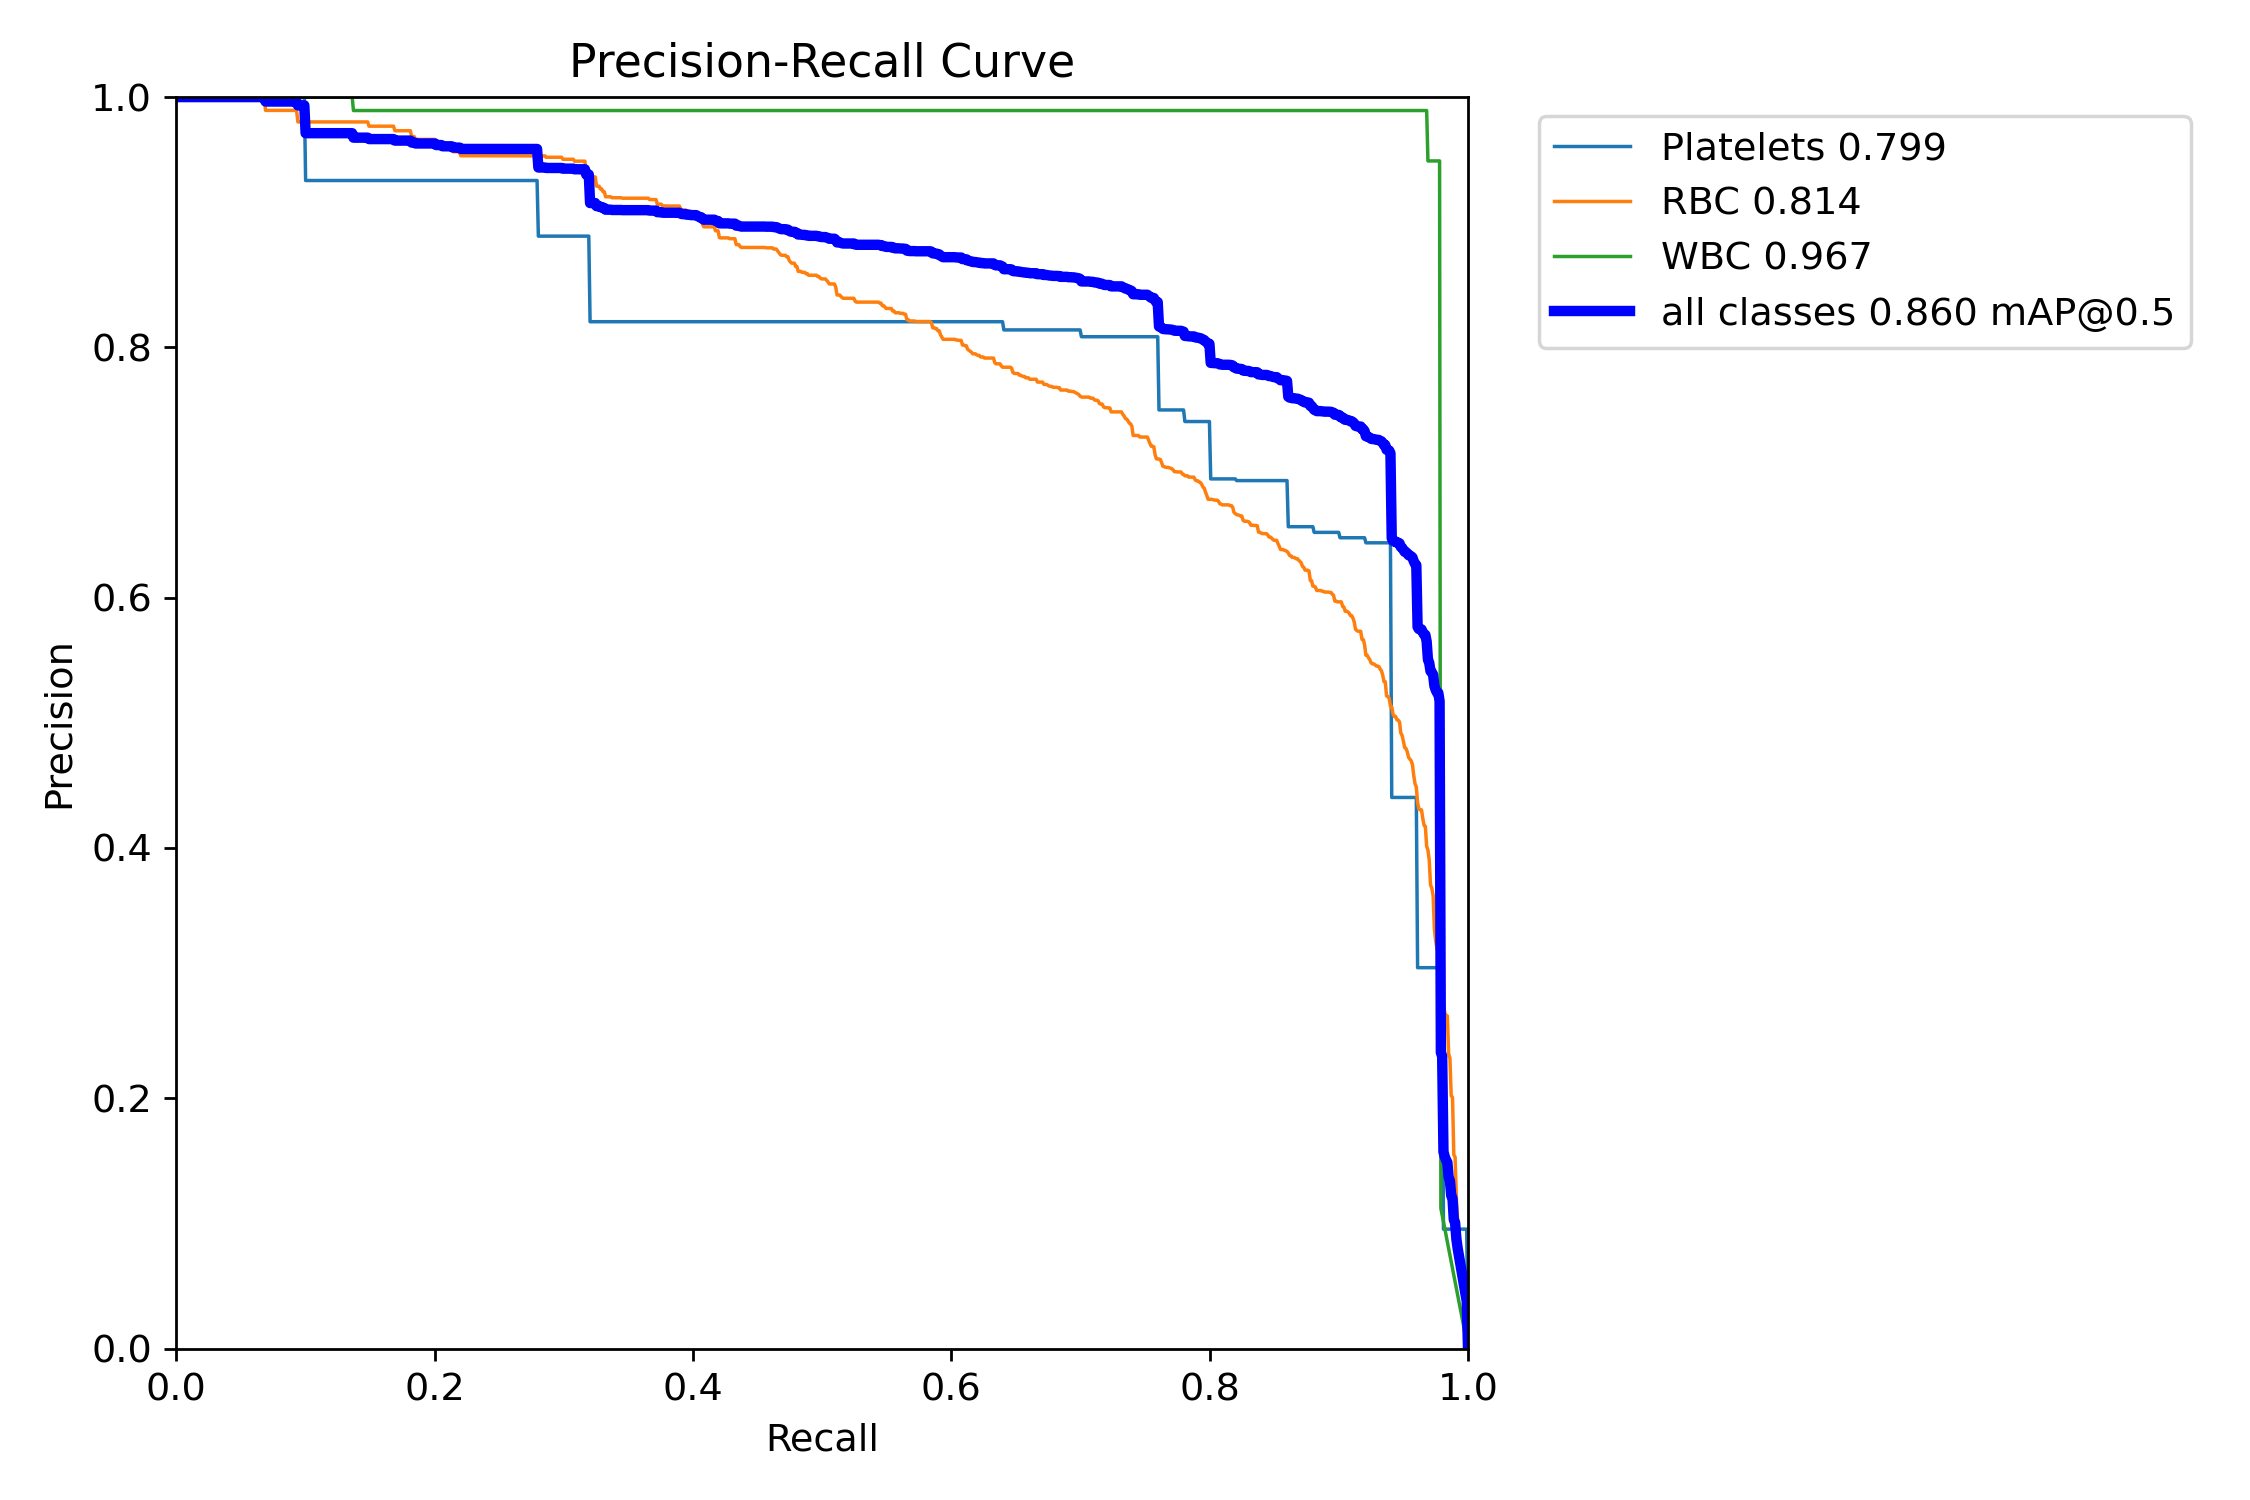 Precision-Recall Curve
1.0
0.8
0.6
0.4
0.2
0.0
Precision
0.0 0.2 0.4 0.6 0.8 1.0
Recall
Platelets 0.799
RBC 0.814
WBC 0.967
all classes 0.860 mAP@0.5